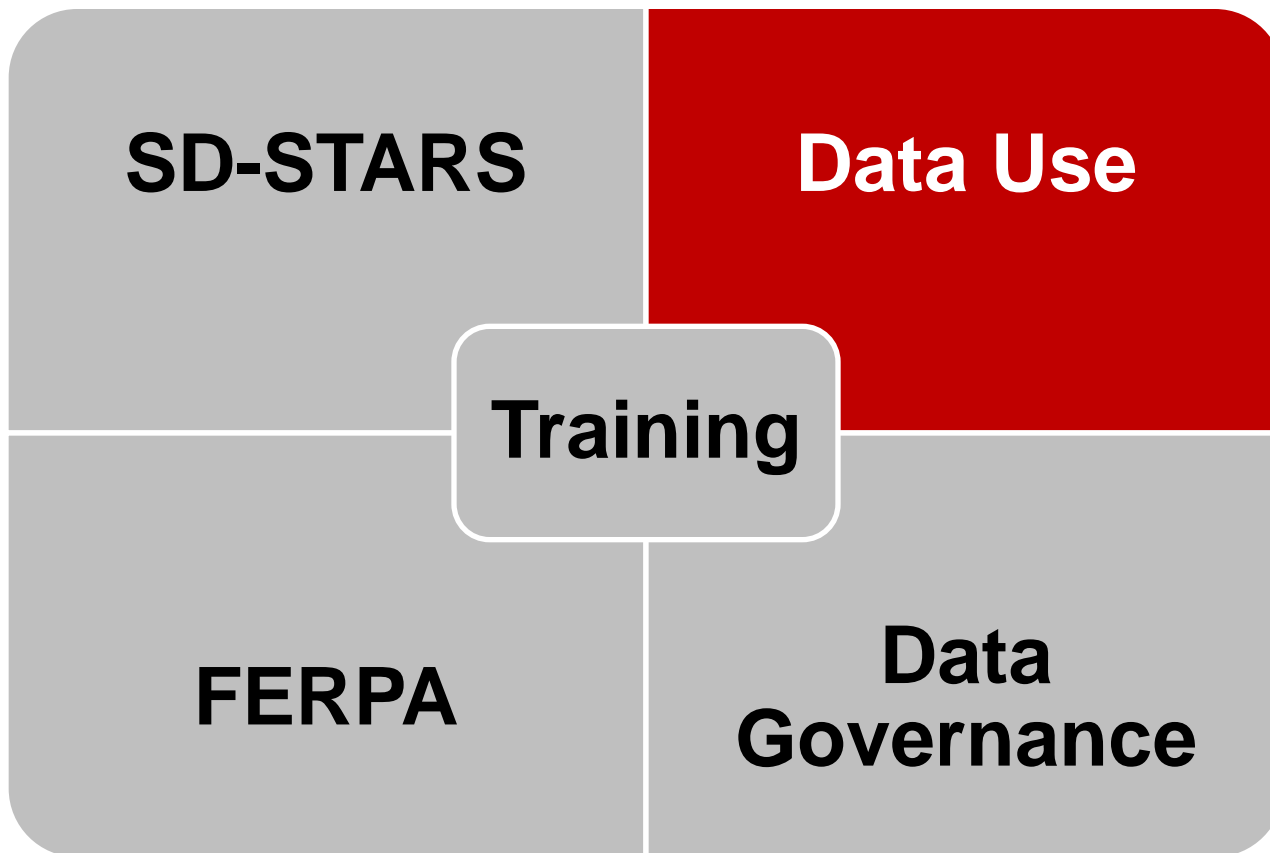 SD-STARS
Data Use
Training
FERPA
Data
Governance